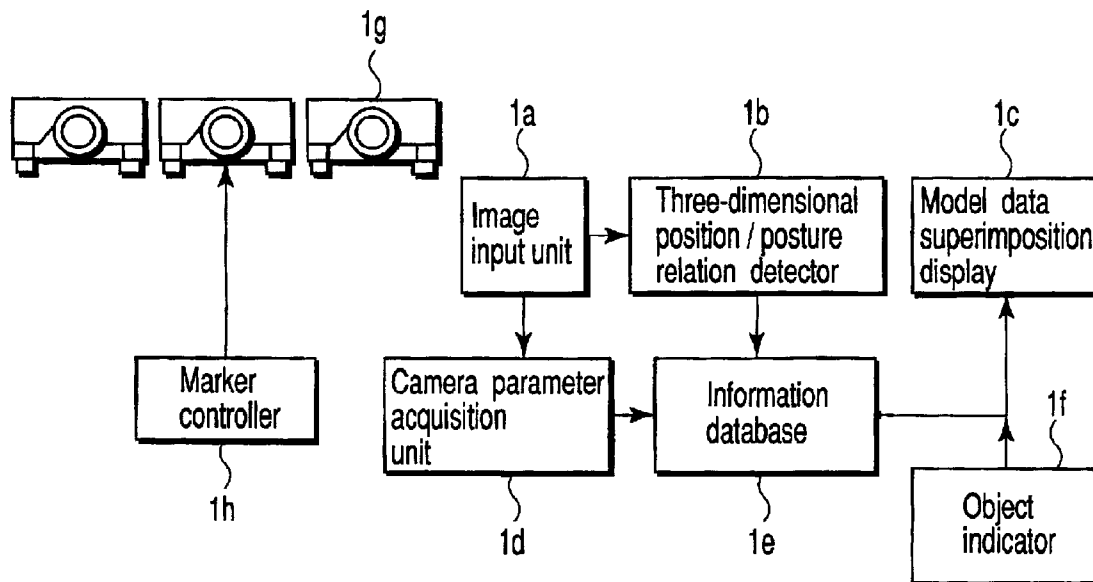 1g
1a
1b
1c
Image
input unit
Three-dimensional
position / posture
relation detector
Model data
superimposition
display
Marker
controller
Camera parameter
acquisition
unit
Information
database
1f
1h
1d
1e
Object
indicator